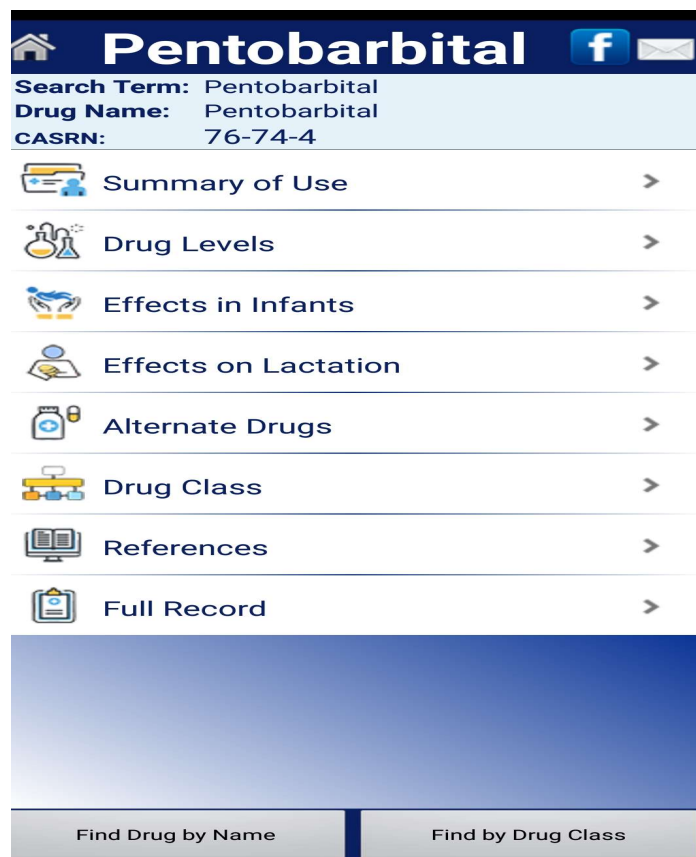 Pentobarbital
Search Term: Pentobarbital
Drug Name: Pentobarbital
CASRN: 76-74-4
Summary of Use
Drug Levels
Effects in Infants
Effects on Lactation
Alternate Drugs
Drug Class
References
Full Record
Find Drug by Name Find by Drug Class